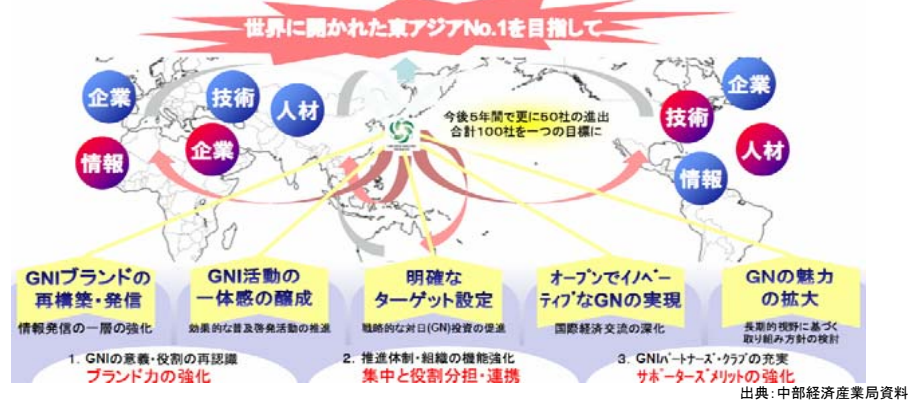 世界に開かれた東アジアNo.1を目指して
企業
技術
人材
情報
企業
今後5年間で更に50社の進出
合計100社を一つの目標に
企業
技術
人材
情報
GNIブランドの
再構築・発信
情報発信の一層の強化
GNI活動の
一体感の醸成
効果的な普及啓発活動の推進
明確な
ターゲット設定
戦略的な対日(GN)投資の促進
オープンでイノベー
ティブなGNの実現
国際経済交流の深化
GNの魅力
の拡大
長期的視野に基づく
取り組み方針の検討
1. GNIの意義・役割の再認識
ブランド力の強化
2. 推進体制・組織の機能強化
集中と役割分担・連携
3. GNIパートナーズ・クラブの充実
サポーターズメリットの強化
出典：中部経済産業局資料